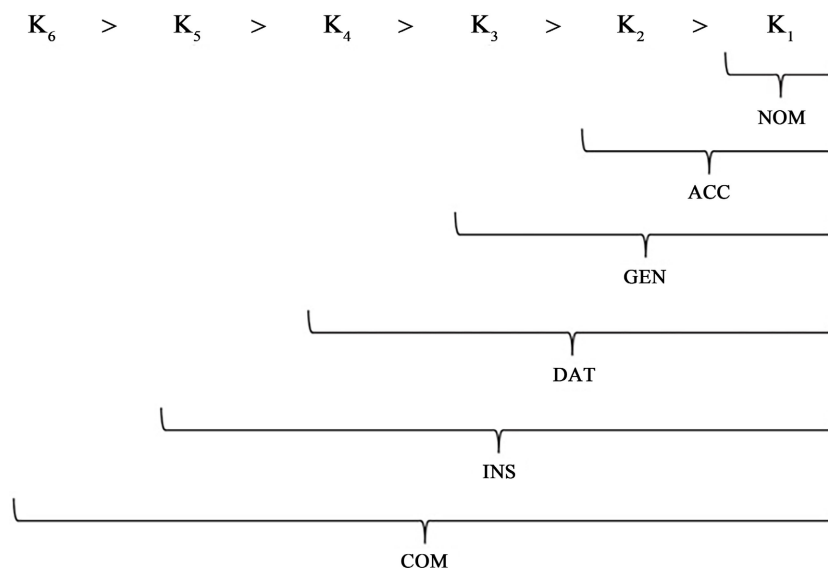 K₆ > K₅ > K₄ > K₃ > K₂ > K₁
NOM
ACC
GEN
DAT
INS
COM